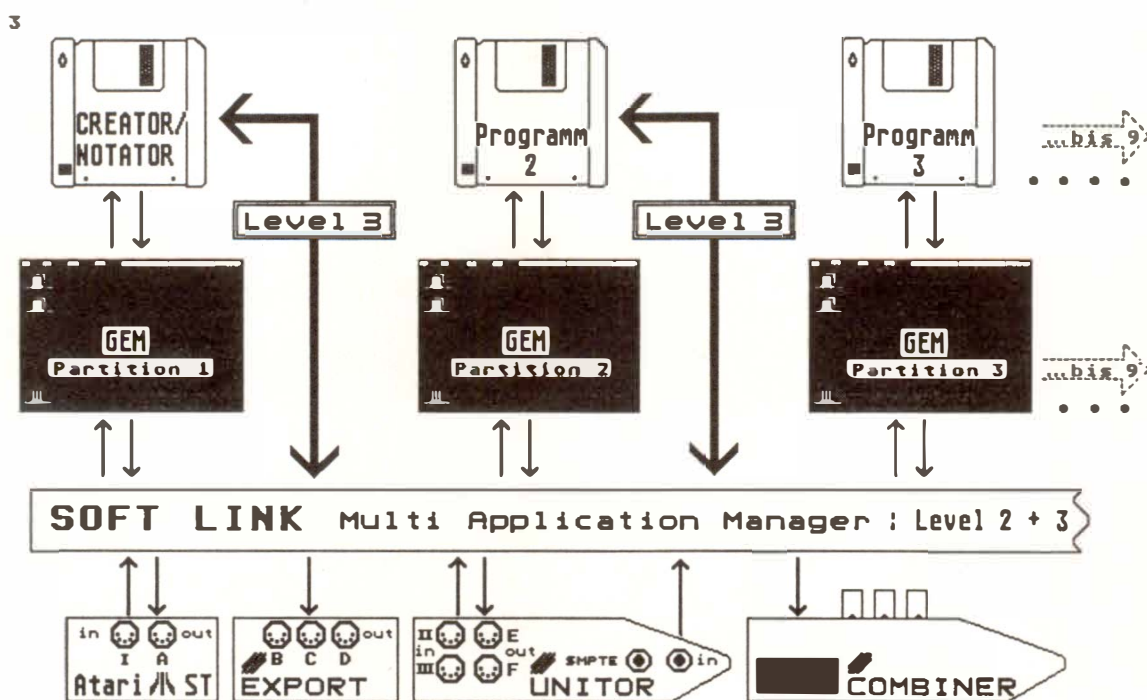 3
CREATOR/
NOTATOR
Programm
2
Programm
3
...bis 9
Level 3
Level 3
GEM
Partition 1
GEM
Partition 2
GEM
Partition 3
...bis 9
SOFT LINK Multi Application Manager : Level 2 + 3
in out
I A
Atari ST
out
B C D
EXPORT
II E
in out
III F
SMPTE in
UNITOR
COMBINER